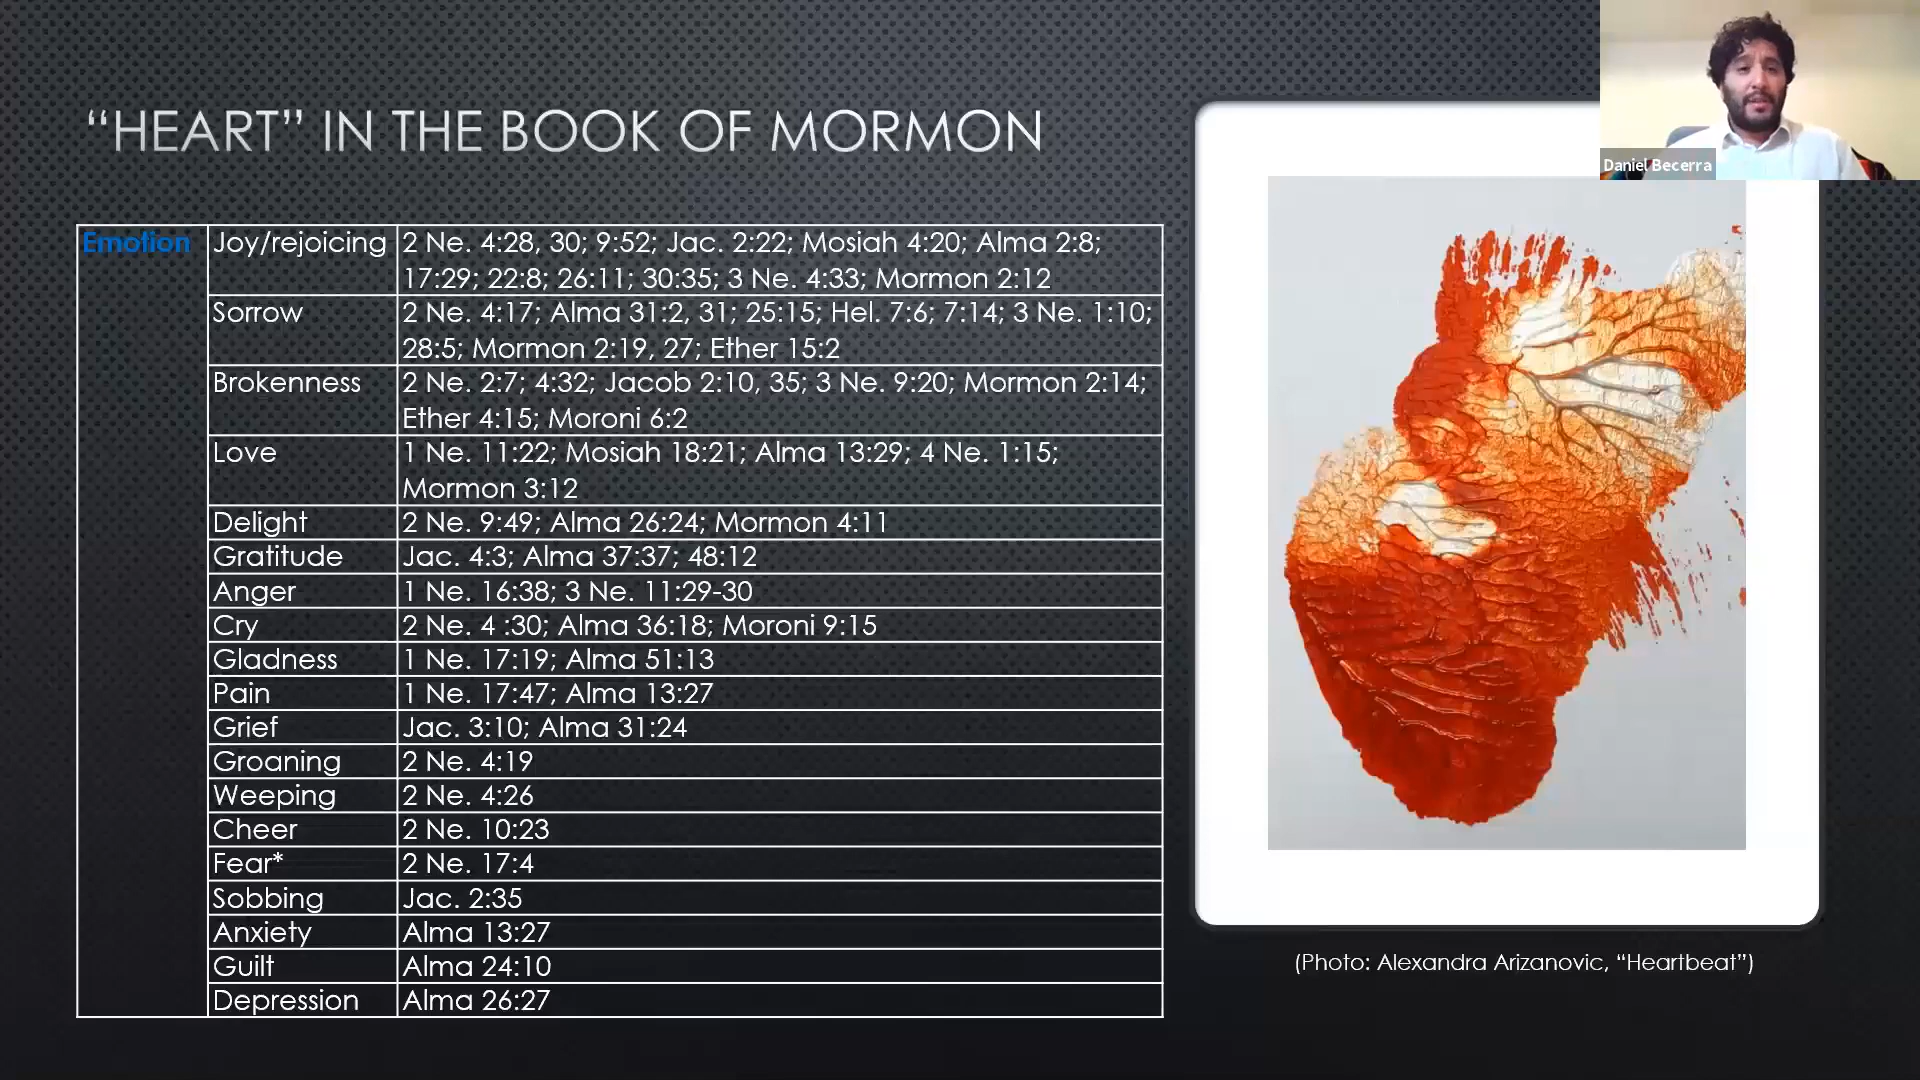 “HEART” IN THE BOOK OF MORMON
Daniel Becerra
Emotion
Joy/rejoicing
2 Ne. 4:28, 30; 9:52; Jac. 2:22; Mosiah 4:20; Alma 2:8;
17:29; 22:8; 26:11; 30:35; 3 Ne. 4:33; Mormon 2:12
Sorrow
2 Ne. 4:17; Alma 31:2, 31; 25:15; Hel. 7:6; 7:14; 3 Ne. 1:10;
28:5; Mormon 2:19, 27; Ether 15:2
Brokenness
2 Ne. 2:7; 4:32; Jacob 2:10, 35; 3 Ne. 9:20; Mormon 2:14;
Ether 4:15; Moroni 6:2
Love
1 Ne. 11:22; Mosiah 18:21; Alma 13:29; 4 Ne. 1:15;
Mormon 3:12
Delight
2 Ne. 9:49; Alma 26:24; Mormon 4:11
Gratitude
Jac. 4:3; Alma 37:37; 48:12
Anger
1 Ne. 16:38; 3 Ne. 11:29-30
Cry
2 Ne. 4 :30; Alma 36:18; Moroni 9:15
Gladness
1 Ne. 17:19; Alma 51:13
Pain
1 Ne. 17:47; Alma 13:27
Grief
Jac. 3:10; Alma 31:24
Groaning
2 Ne. 4:19
Weeping
2 Ne. 4:26
Cheer
2 Ne. 10:23
Fear*
2 Ne. 17:4
Sobbing
Jac. 2:35
Anxiety
Alma 13:27
Guilt
Alma 24:10
Depression
Alma 26:27
(Photo: Alexandra Arizanovic, “Heartbeat”)